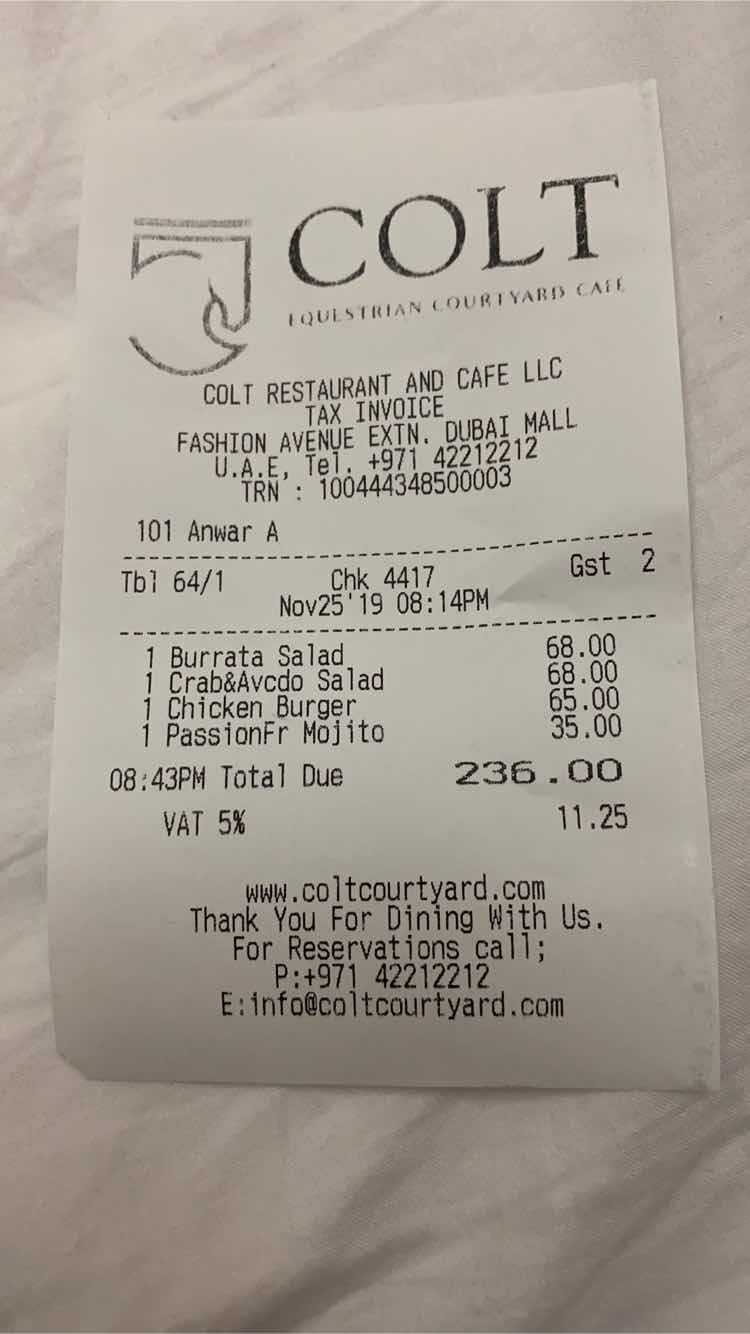 COLT
EQUESTRIAN COURTYARD CAFE
COLT RESTAURANT AND CAFE LLC
TAX INVOICE
FASHION AVENUE EXTN. DUBAI MALL
U.A.E, Tel. +971 42212212
TRN : 100444348500003
101 Anwar A
Tbl 64/1 Chk 4417 Gst 2
Nov25'19 08:14PM
1 Burrata Salad 68.00
1 Crab&Avcdo Salad 68.00
1 Chicken Burger 65.00
1 PassionFr Mojito 35.00
08:43PM Total Due 236.00
VAT 5% 11.25
www.coltcourtyard.com
Thank You For Dining With Us.
For Reservations call;
P:+971 42212212
E:info@coltcourtyard.com